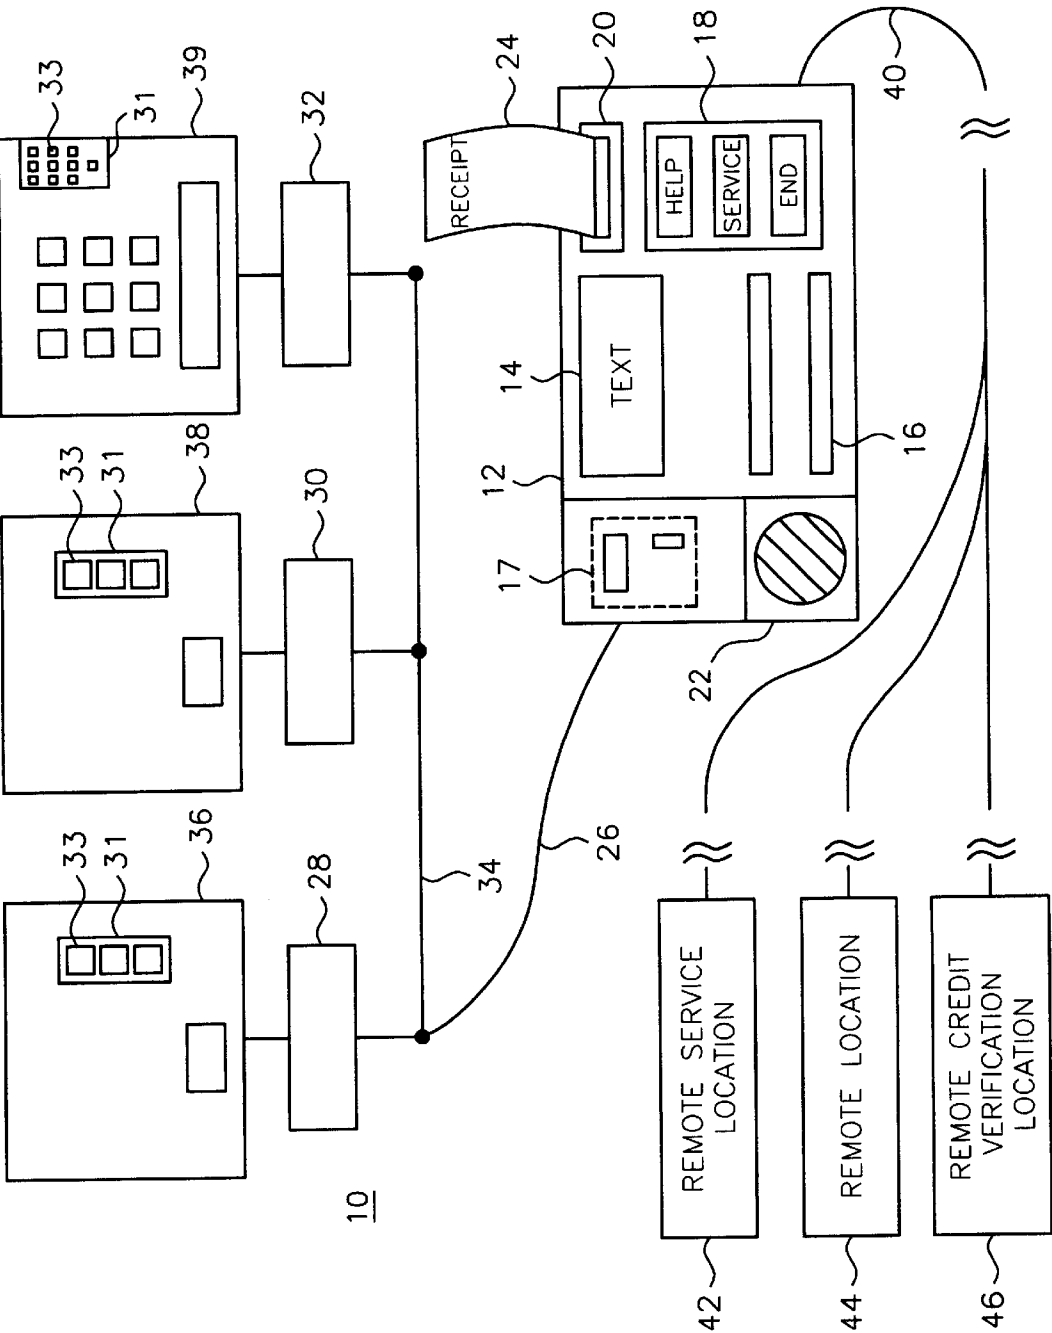 33
33
33
31
31
31
36
38
39
28
30
32
10
RECEIPT
34
17
12
14
24
26
20
TEXT
HELP
22
18
SERVICE
END
42
REMOTE SERVICE
LOCATION
44
REMOTE LOCATION
40
16
46
REMOTE CREDIT
VERIFICATION
LOCATION